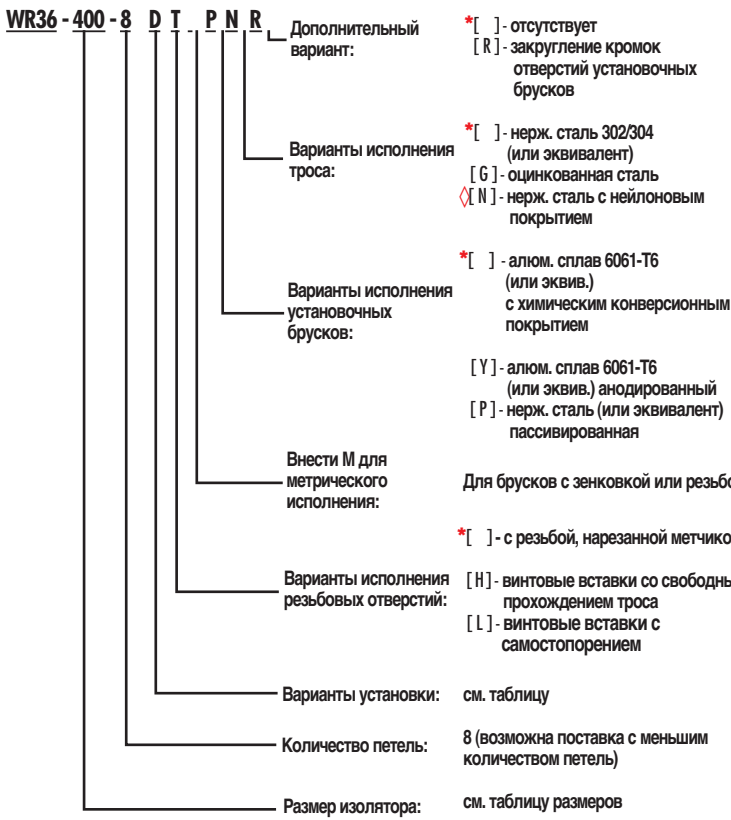 WR36 - 400 - 8 D T _ P N R
Дополнительный
вариант:
*[ ] - отсутствует
[ R ] - закругление кромок
отверстий установочных
брусков
Варианты исполнения
троса:
*[ ] - нерж. сталь 302/304
(или эквивалент)
[ G ] - оцинкованная сталь
◊[ N ] - нерж. сталь с нейлоновым
покрытием
Варианты исполнения
установочных
брусков:
*[ ] - алюм. сплав 6061-T6
(или эквив.)
с химическим конверсионным
покрытием
[ Y ] - алюм. сплав 6061-T6
(или эквив.) анодированный
[ P ] - нерж. сталь (или эквивалент)
пассивированная
Внести М для
метрического
исполнения:
Для брусков с зенковкой или резьбо
*[ ] - с резьбой, нарезанной метчико
Варианты исполнения
резьбовых отверстий:
[ H ] - винтовые вставки со свободны
прохождением троса
[ L ] - винтовые вставки с
самостопорением
Варианты установки:
см. таблицу
Количество петель:
8 (возможна поставка с меньшим
количеством петель)
Размер изолятора:
см. таблицу размеров